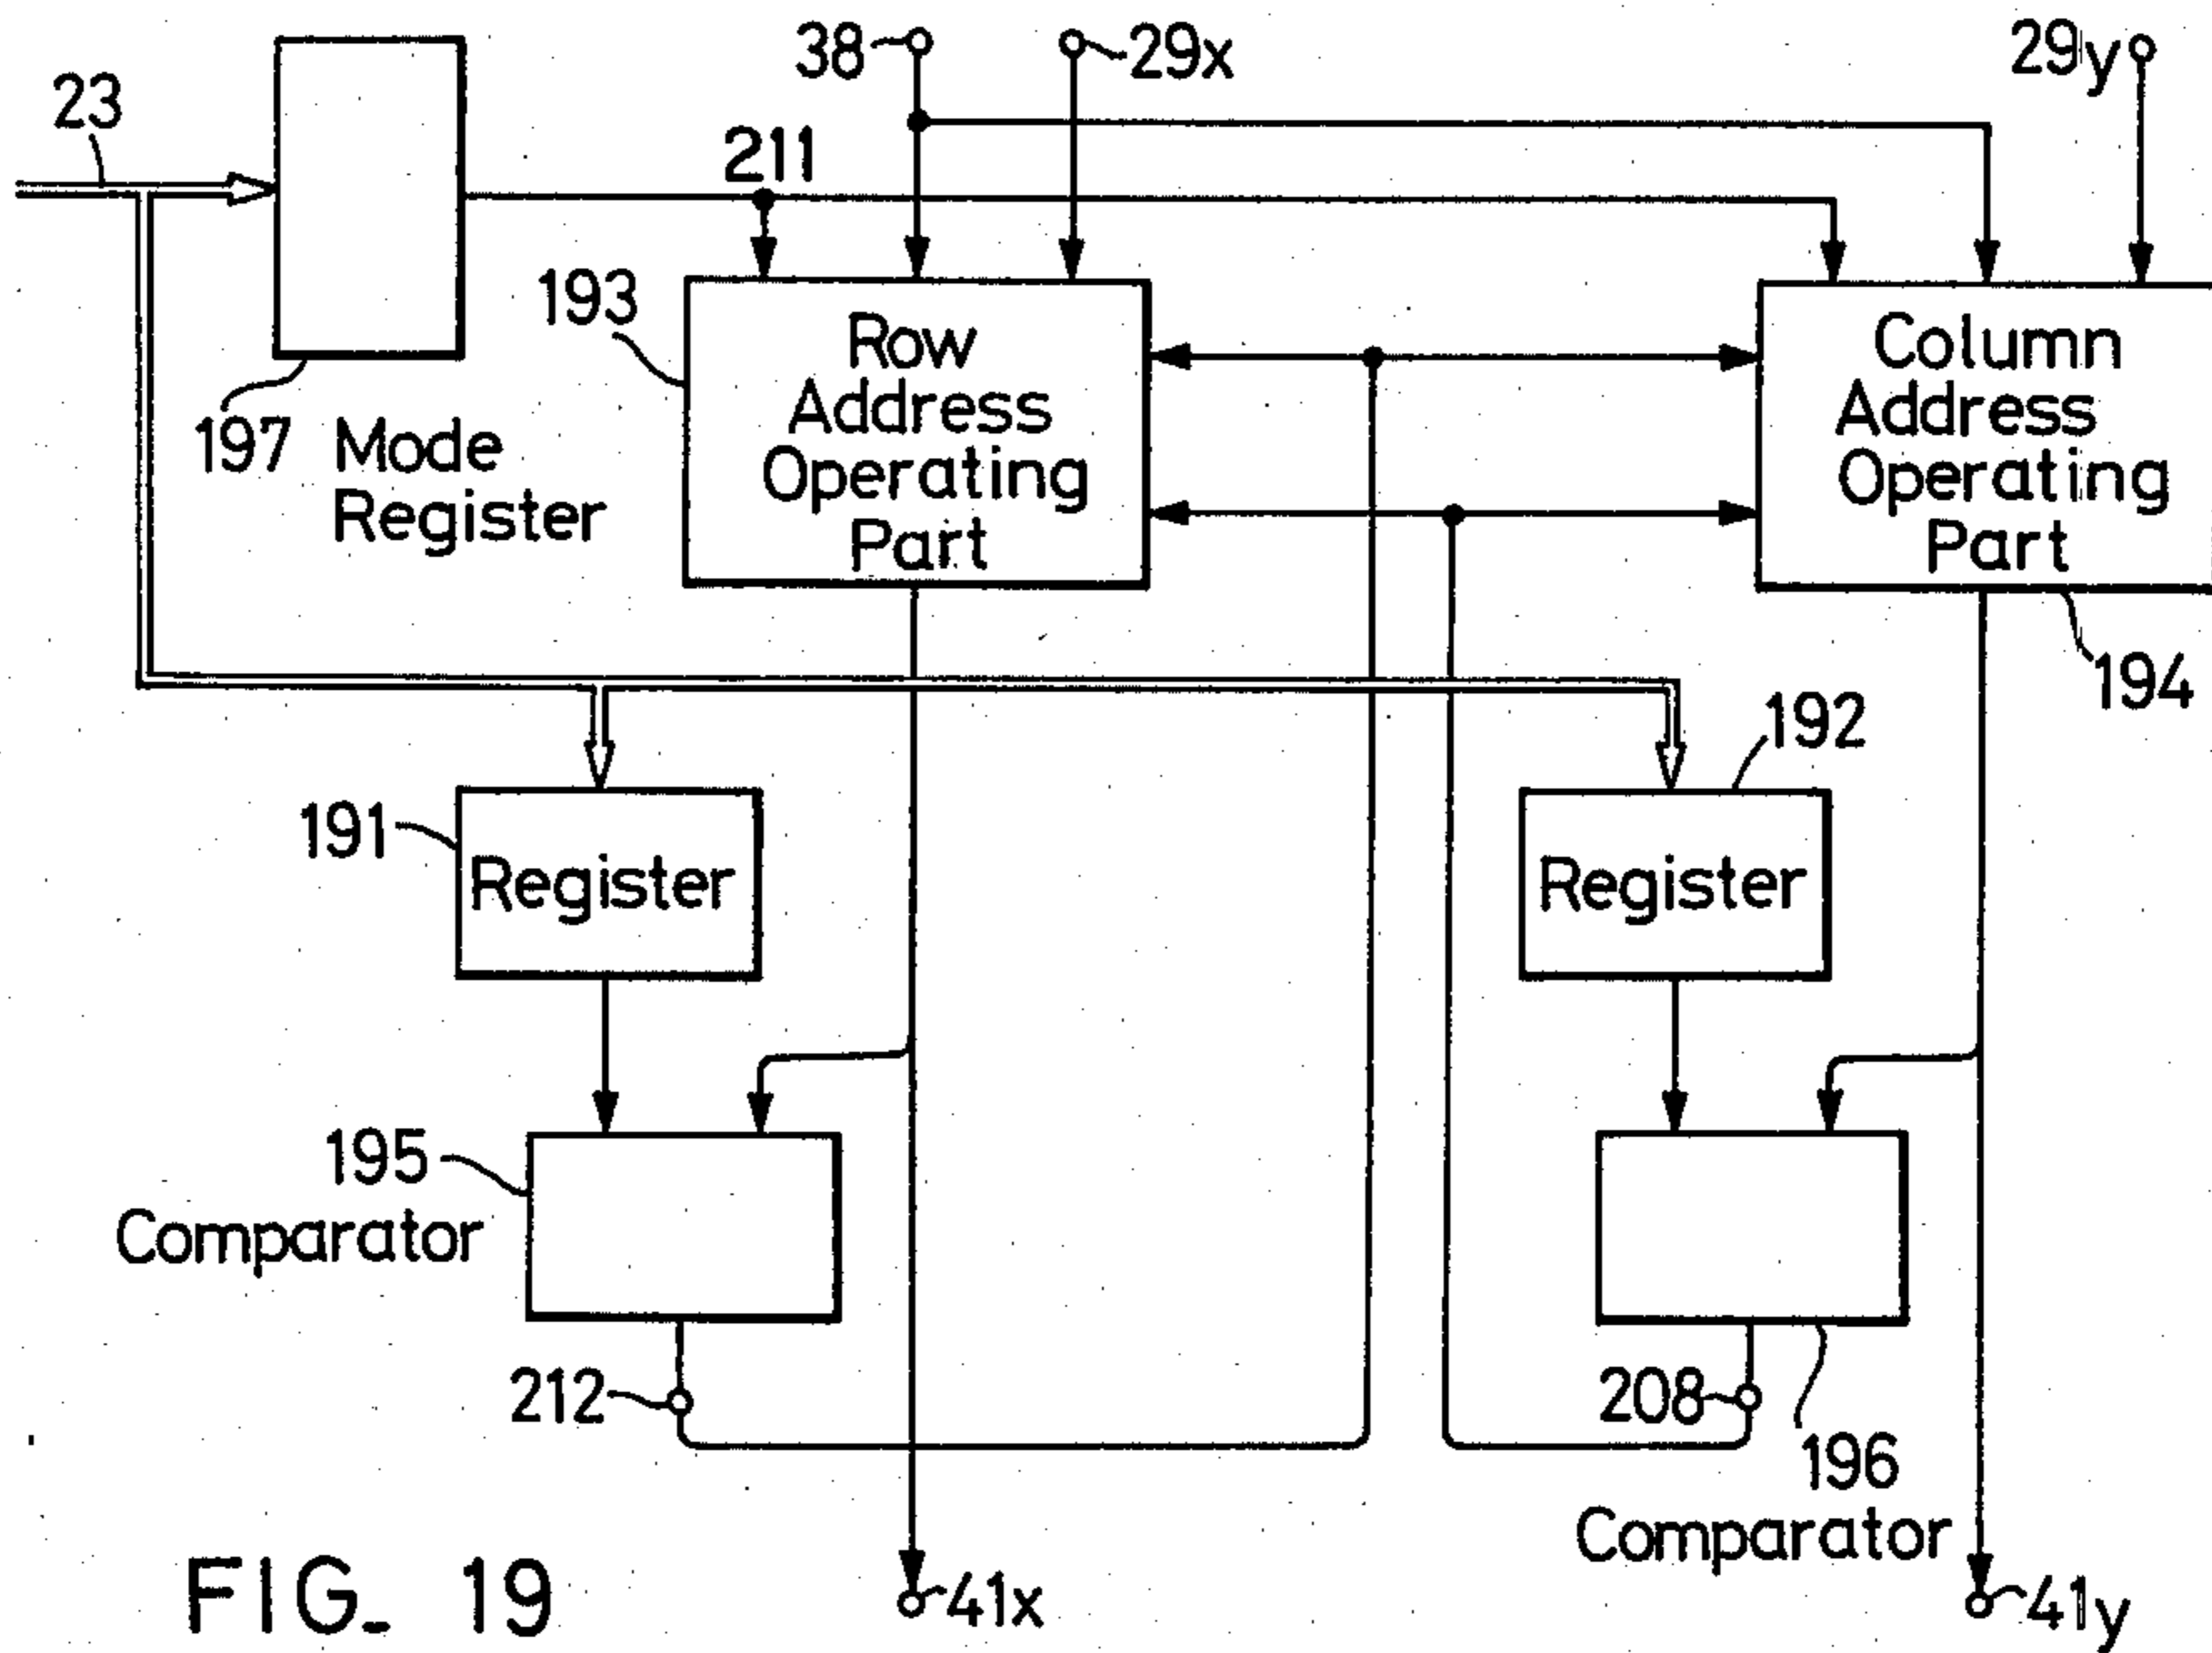 38
29x
29y
23
211
193
Row
Address
Operating
Part
Column
Address
Operating
Part
197 Mode
Register
194
192
191
Register
Register
195
Comparator
212
208
196
Comparator
FIG. 19
41x
41y